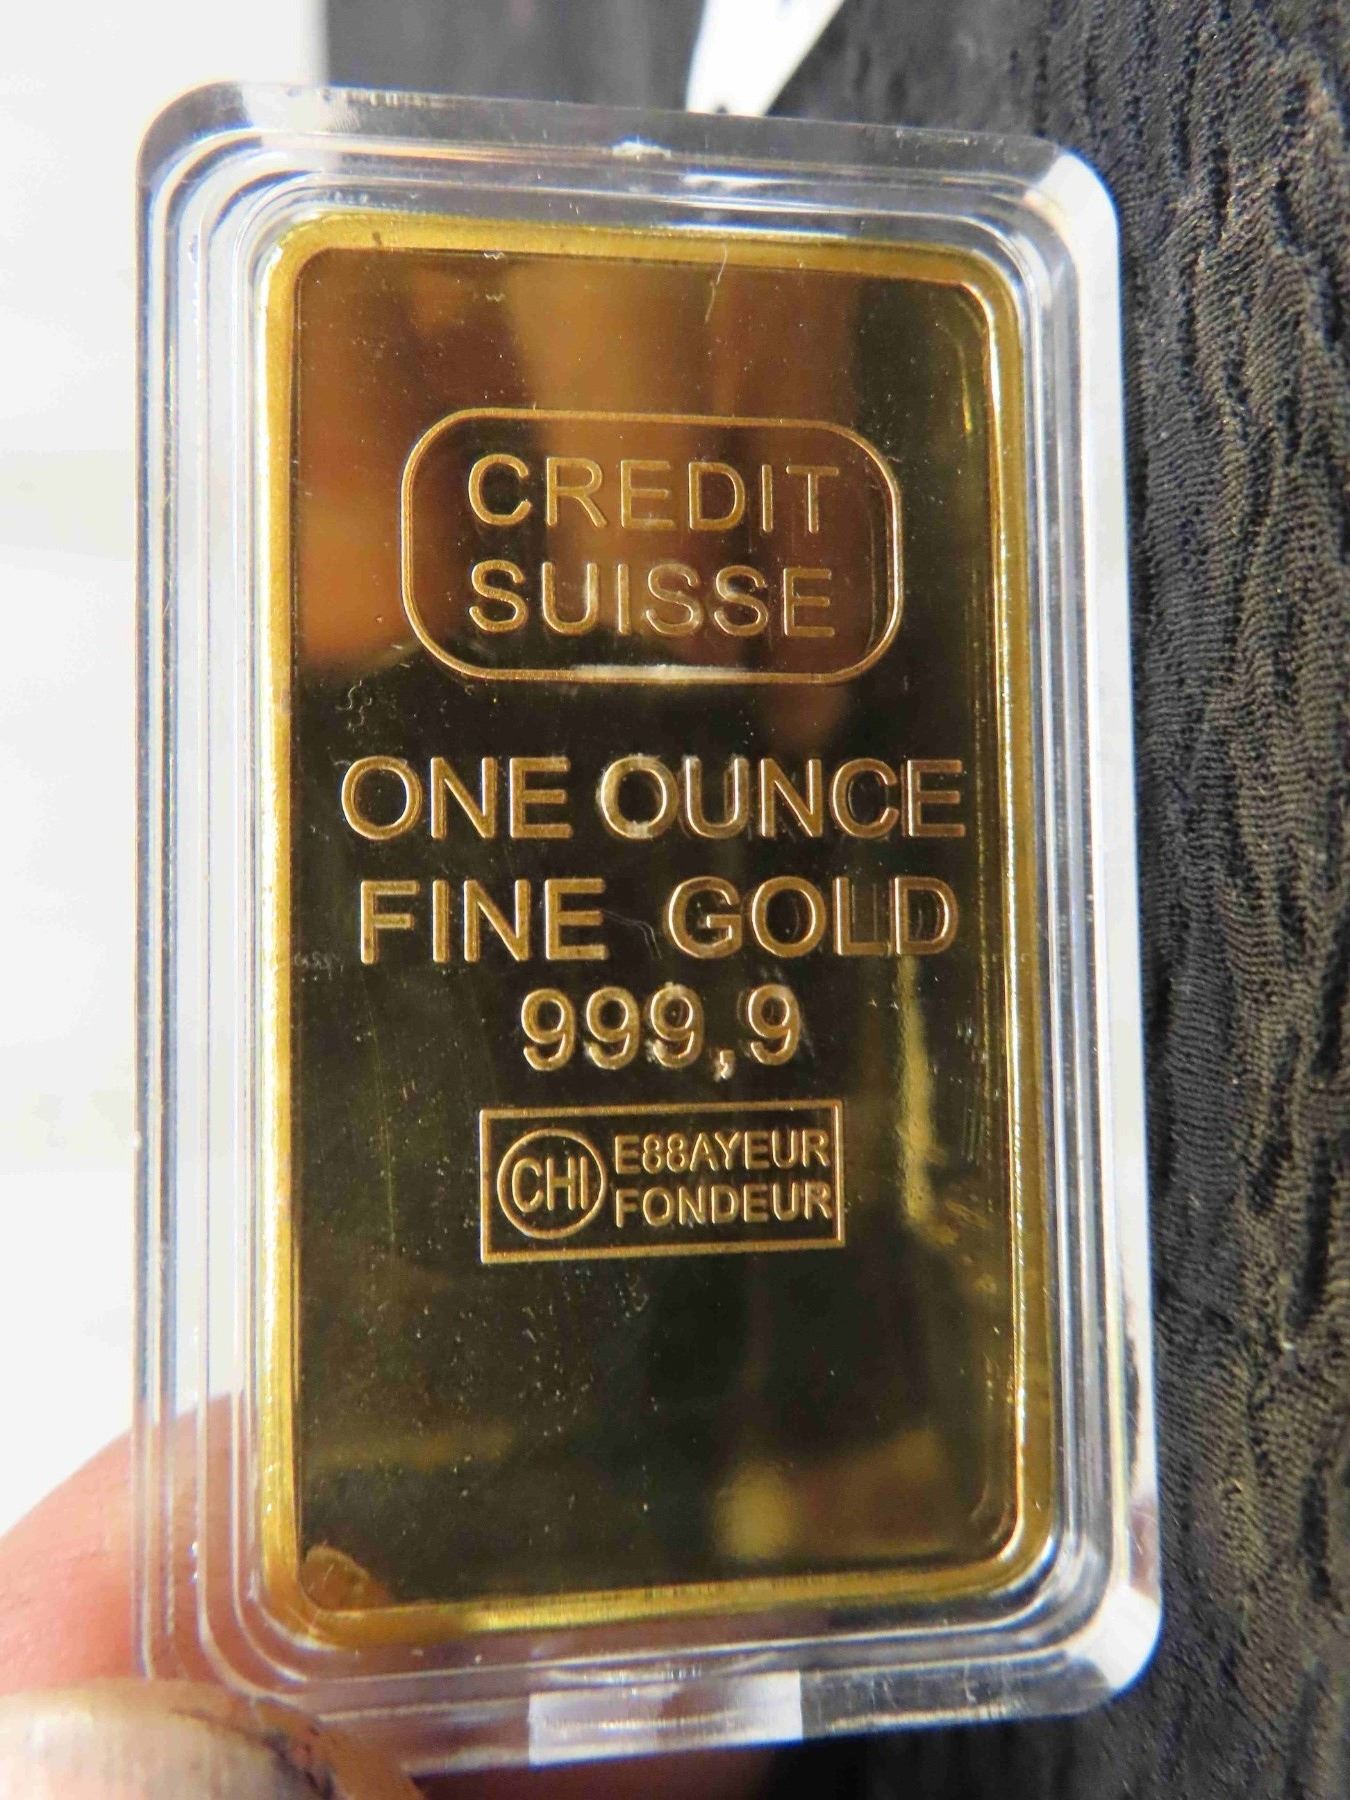 CREDIT
SUISSE
ONE OUNCE
FINE GOLD
999,9
CHI E88AYEUR
FONDEUR